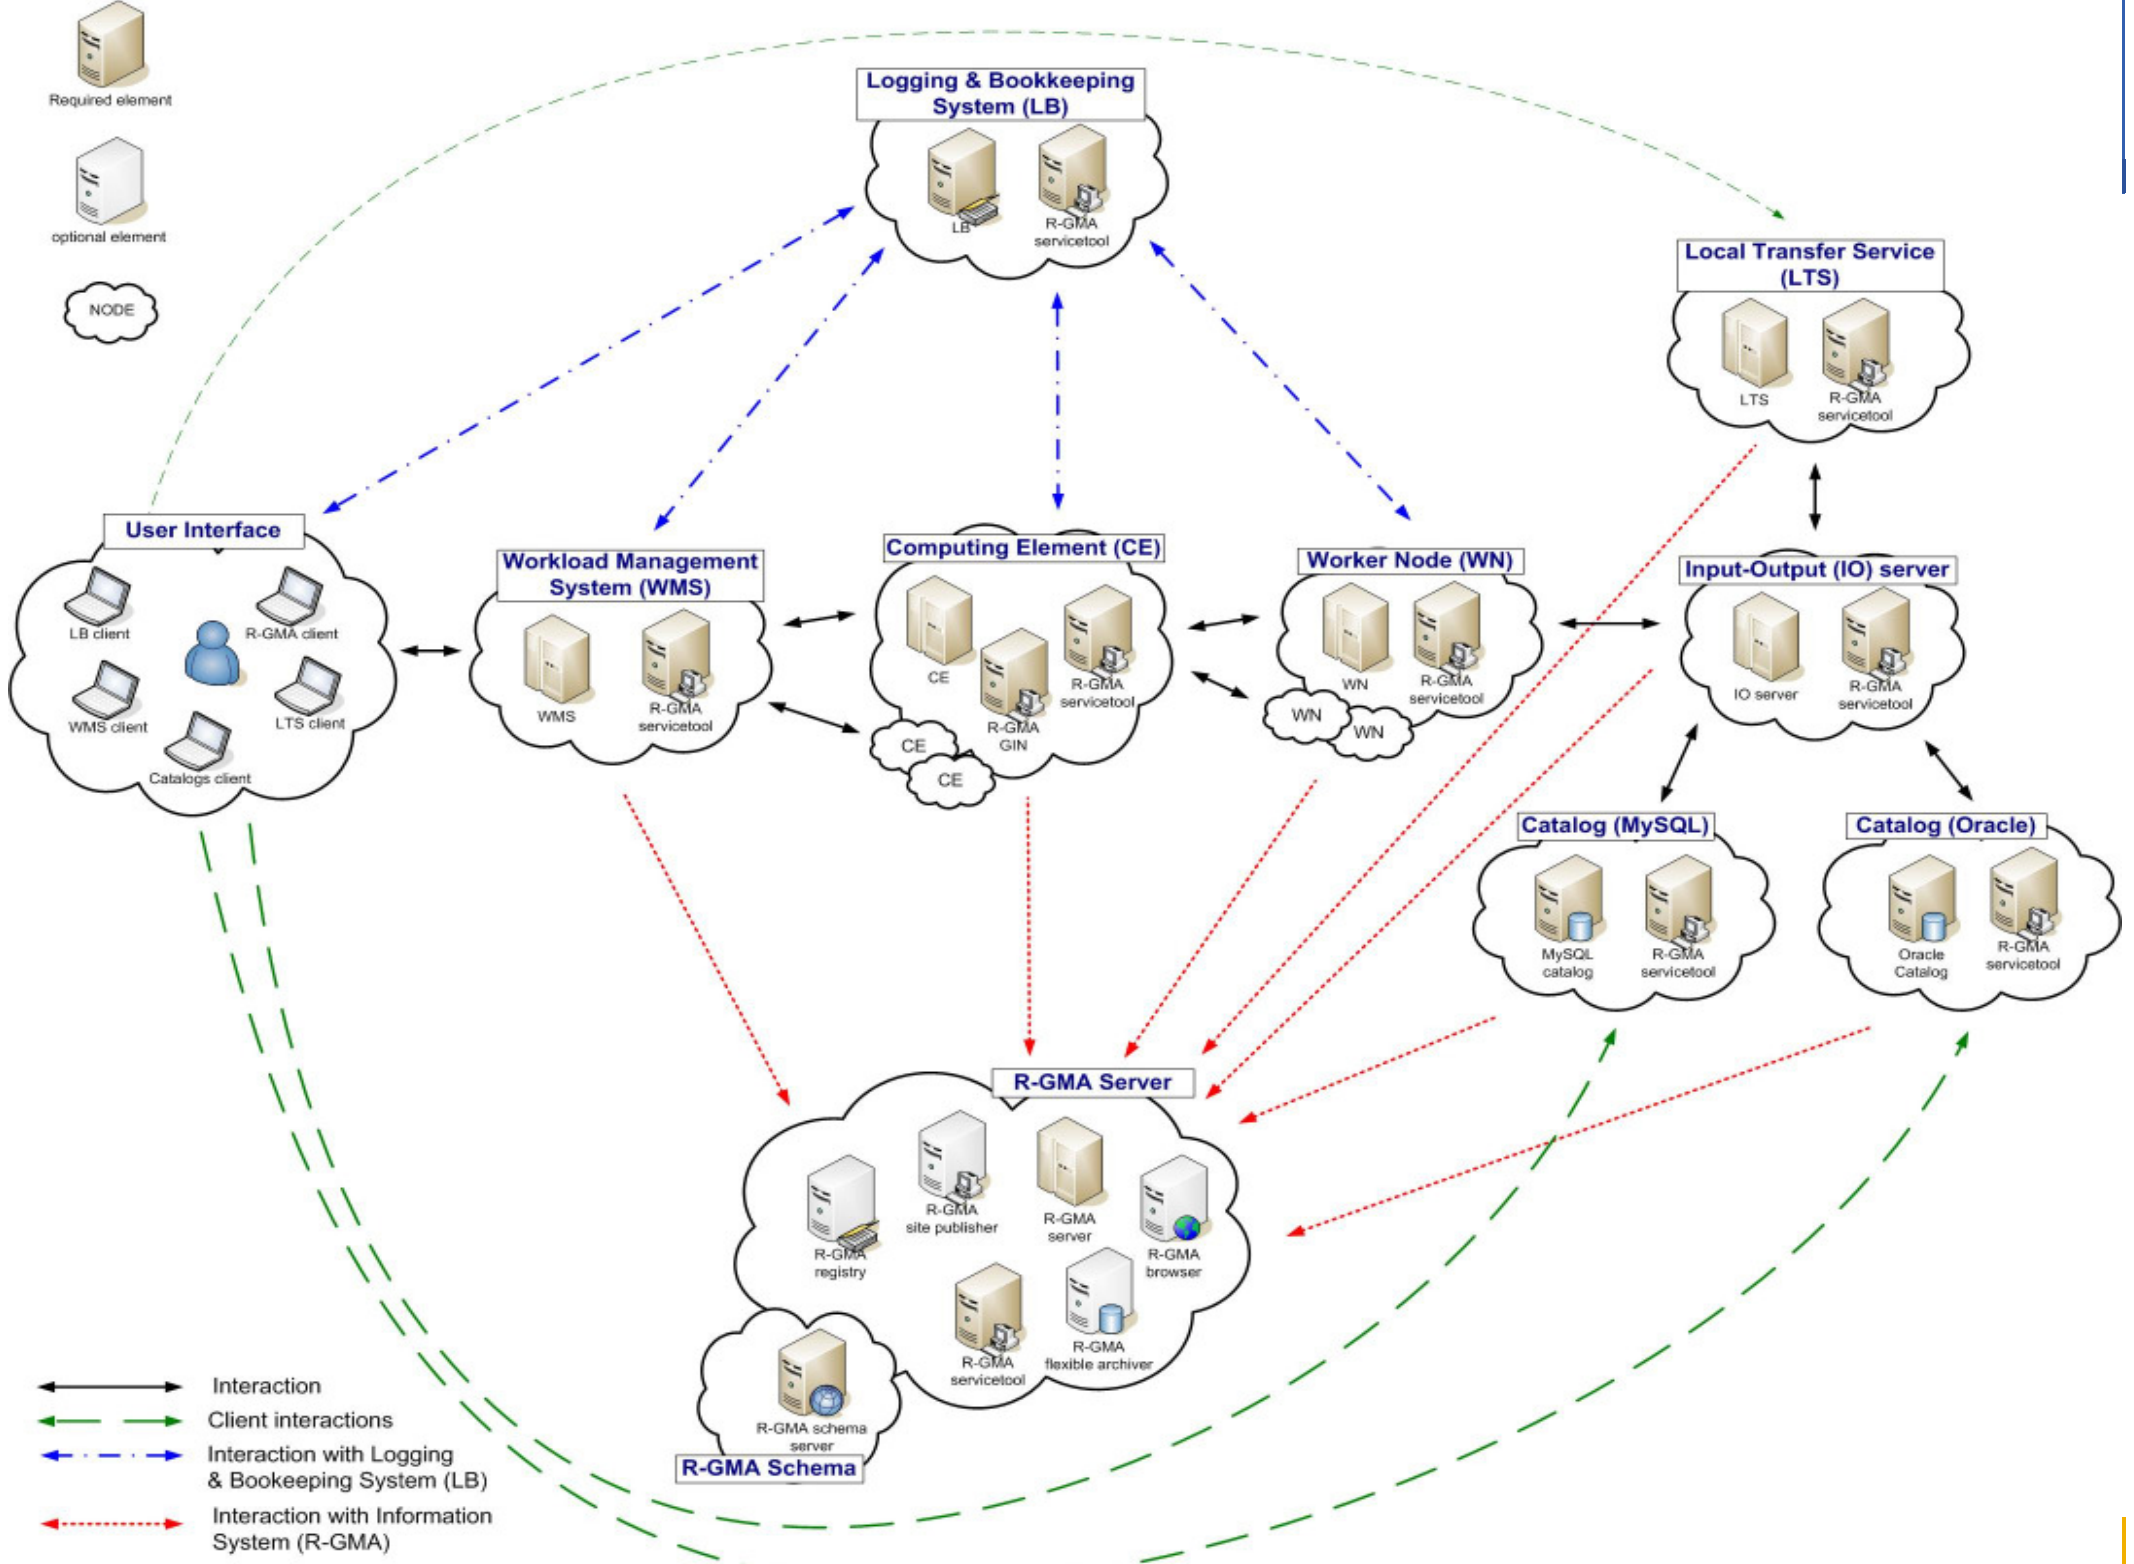 Required element
optional element
NODE
Logging & Bookkeeping
System (LB)
LB
R-GMA
servicetool
Local Transfer Service
(LTS)
LTS
R-GMA
servicetool
User Interface
LB client
R-GMA client
WMS client
LTS client
Catalogs client
Workload Management
System (WMS)
WMS
R-GMA
servicetool
Computing Element (CE)
CE
R-GMA
servicetool
R-GMA
GIN
CE
CE
Worker Node (WN)
WN
R-GMA
servicetool
WN
WN
Input-Output (IO) server
IO server
R-GMA
servicetool
Catalog (MySQL)
MySQL
catalog
R-GMA
servicetool
Catalog (Oracle)
Oracle
Catalog
R-GMA
servicetool
R-GMA Server
R-GMA
registry
R-GMA
site publisher
R-GMA
server
R-GMA
browser
R-GMA
servicetool
R-GMA
flexible archiver
R-GMA schema
server
R-GMA Schema
Interaction
Client interactions
Interaction with Logging
& Bookeeping System (LB)
Interaction with Information
System (R-GMA)